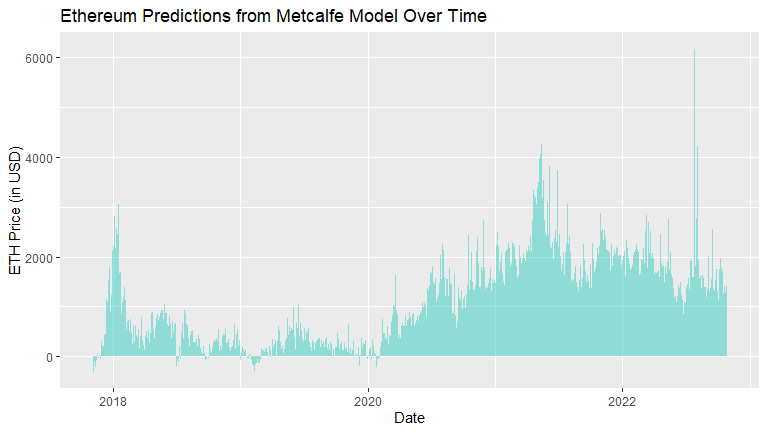 Ethereum Predictions from Metcalfe Model Over Time
ETH Price (in USD)
6000
4000
2000
0
2018
2020
2022
Date